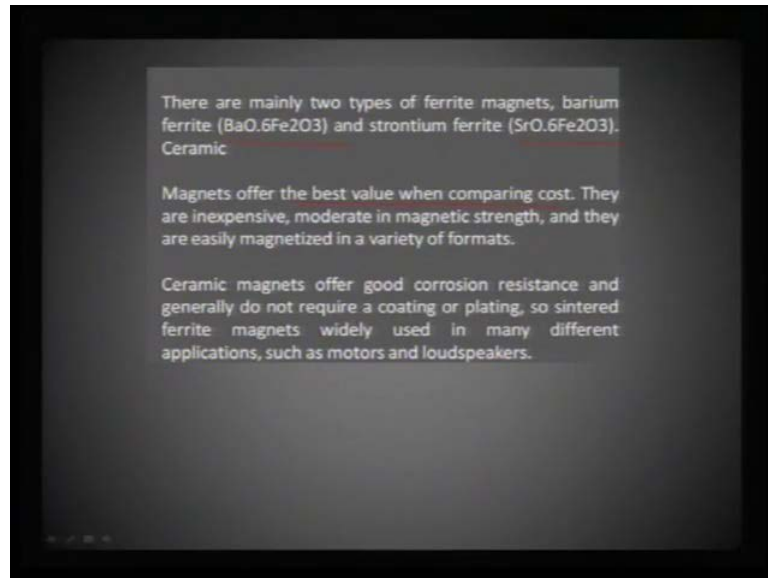 There are mainly two types of ferrite magnets, barium
ferrite (BaO.6Fe2O3) and strontium ferrite (SrO.6Fe2O3).
Ceramic
Magnets offer the best value when comparing cost. They
are inexpensive, moderate in magnetic strength, and they
are easily magnetized in a variety of formats.
Ceramic magnets offer good corrosion resistance and
generally do not require a coating or plating, so sintered
ferrite magnets widely used in many different
applications, such as motors and loudspeakers.